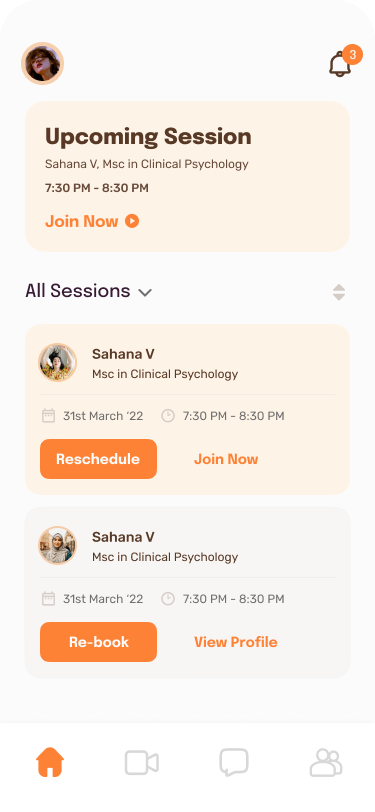 3
Upcoming Session
Sahana V, Msc in Clinical Psychology
7:30 PM - 8:30 PM
Join Now
All Sessions
Sahana V
Msc in Clinical Psychology
31st March ‘22 7:30 PM - 8:30 PM
Reschedule Join Now
Sahana V
Msc in Clinical Psychology
31st March ‘22 7:30 PM - 8:30 PM
Re-book View Profile